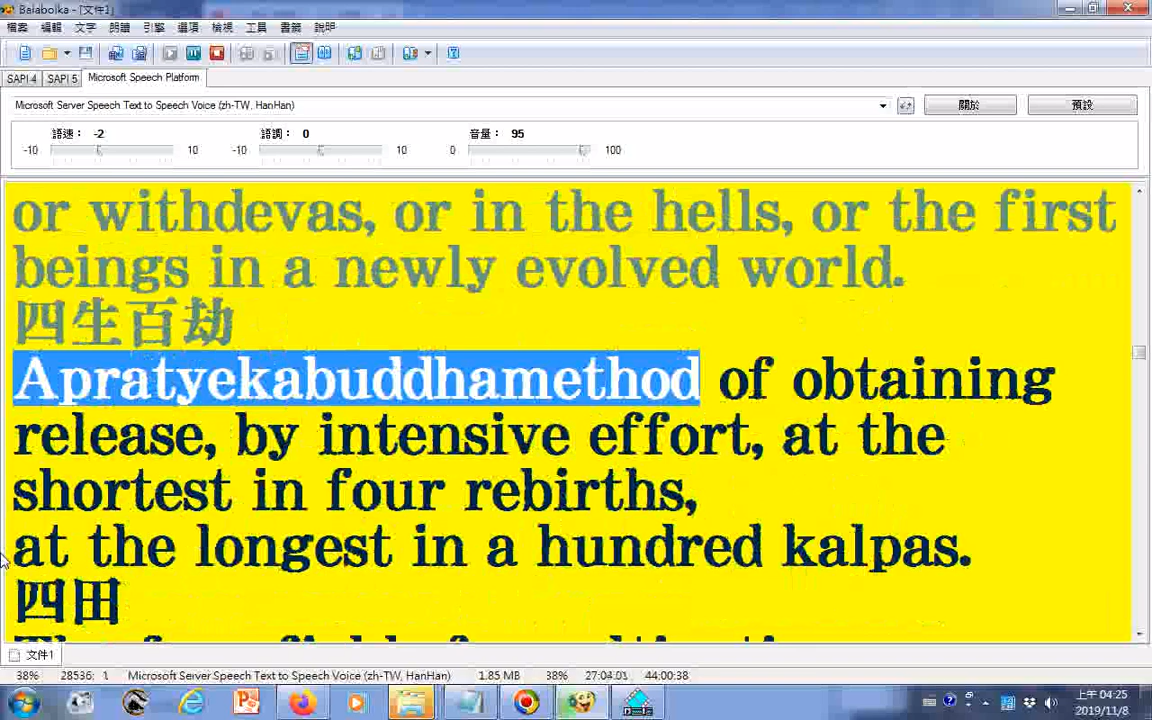 Balabolka - [文件1]
檔案 編輯 文字 朗讀 引擎 選項 檢視 工具 書籤 說明
SAPI 4 SAPI 5 Microsoft Speech Platform
Microsoft Server Speech Text to Speech Voice (zh-TW, HanHan) 關於 預設
語速: -2 語調: 0 音量: 95
-10 10 -10 10 0 100
or withdevas, or in the hells, or the first
beings in a newly evolved world.
四生百劫
Apratyekabuddhamethod of obtaining
release, by intensive effort, at the
shortest in four rebirths,
at the longest in a hundred kalpas.
四田
文件1
38% 28536: 1 Microsoft Server Speech Text to Speech Voice (zh-TW, HanHan) 1.85 MB 38% 27:04:01 44:00:38
上午 04:25
2019/11/8